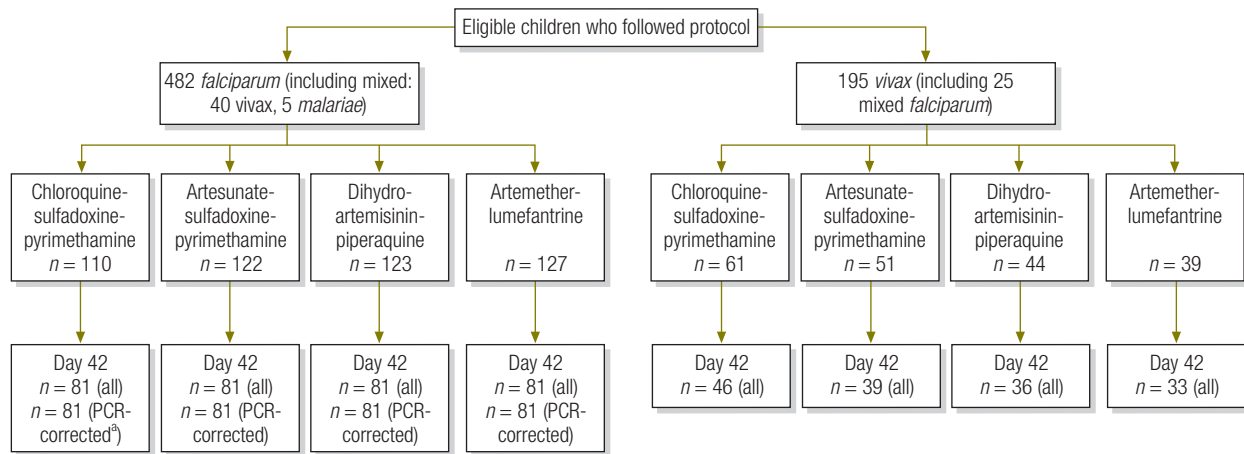 Eligible children who followed protocol
482 falciparum (including mixed:
40 vivax, 5 malariae)
195 vivax (including 25
mixed falciparum)
Chloroquine-
sulfadoxine-
pyrimethamine
n = 110
Artesunate-
sulfadoxine-
pyrimethamine
n = 122
Dihydro-
artemisinin-
piperaquine
n = 123
Artemether-
lumefantrine
n = 127
Chloroquine-
sulfadoxine-
pyrimethamine
n = 61
Artesunate-
sulfadoxine-
pyrimethamine
n = 51
Dihydro-
artemisinin-
piperaquine
n = 44
Artemether-
lumefantrine
n = 39
Day 42
n = 81 (all)
n = 81 (PCR-
correctedª)
Day 42
n = 81 (all)
n = 81 (PCR-
corrected)
Day 42
n = 81 (all)
n = 81 (PCR-
corrected)
Day 42
n = 81 (all)
n = 81 (PCR-
corrected)
Day 42
n = 46 (all)
Day 42
n = 39 (all)
Day 42
n = 36 (all)
Day 42
n = 33 (all)